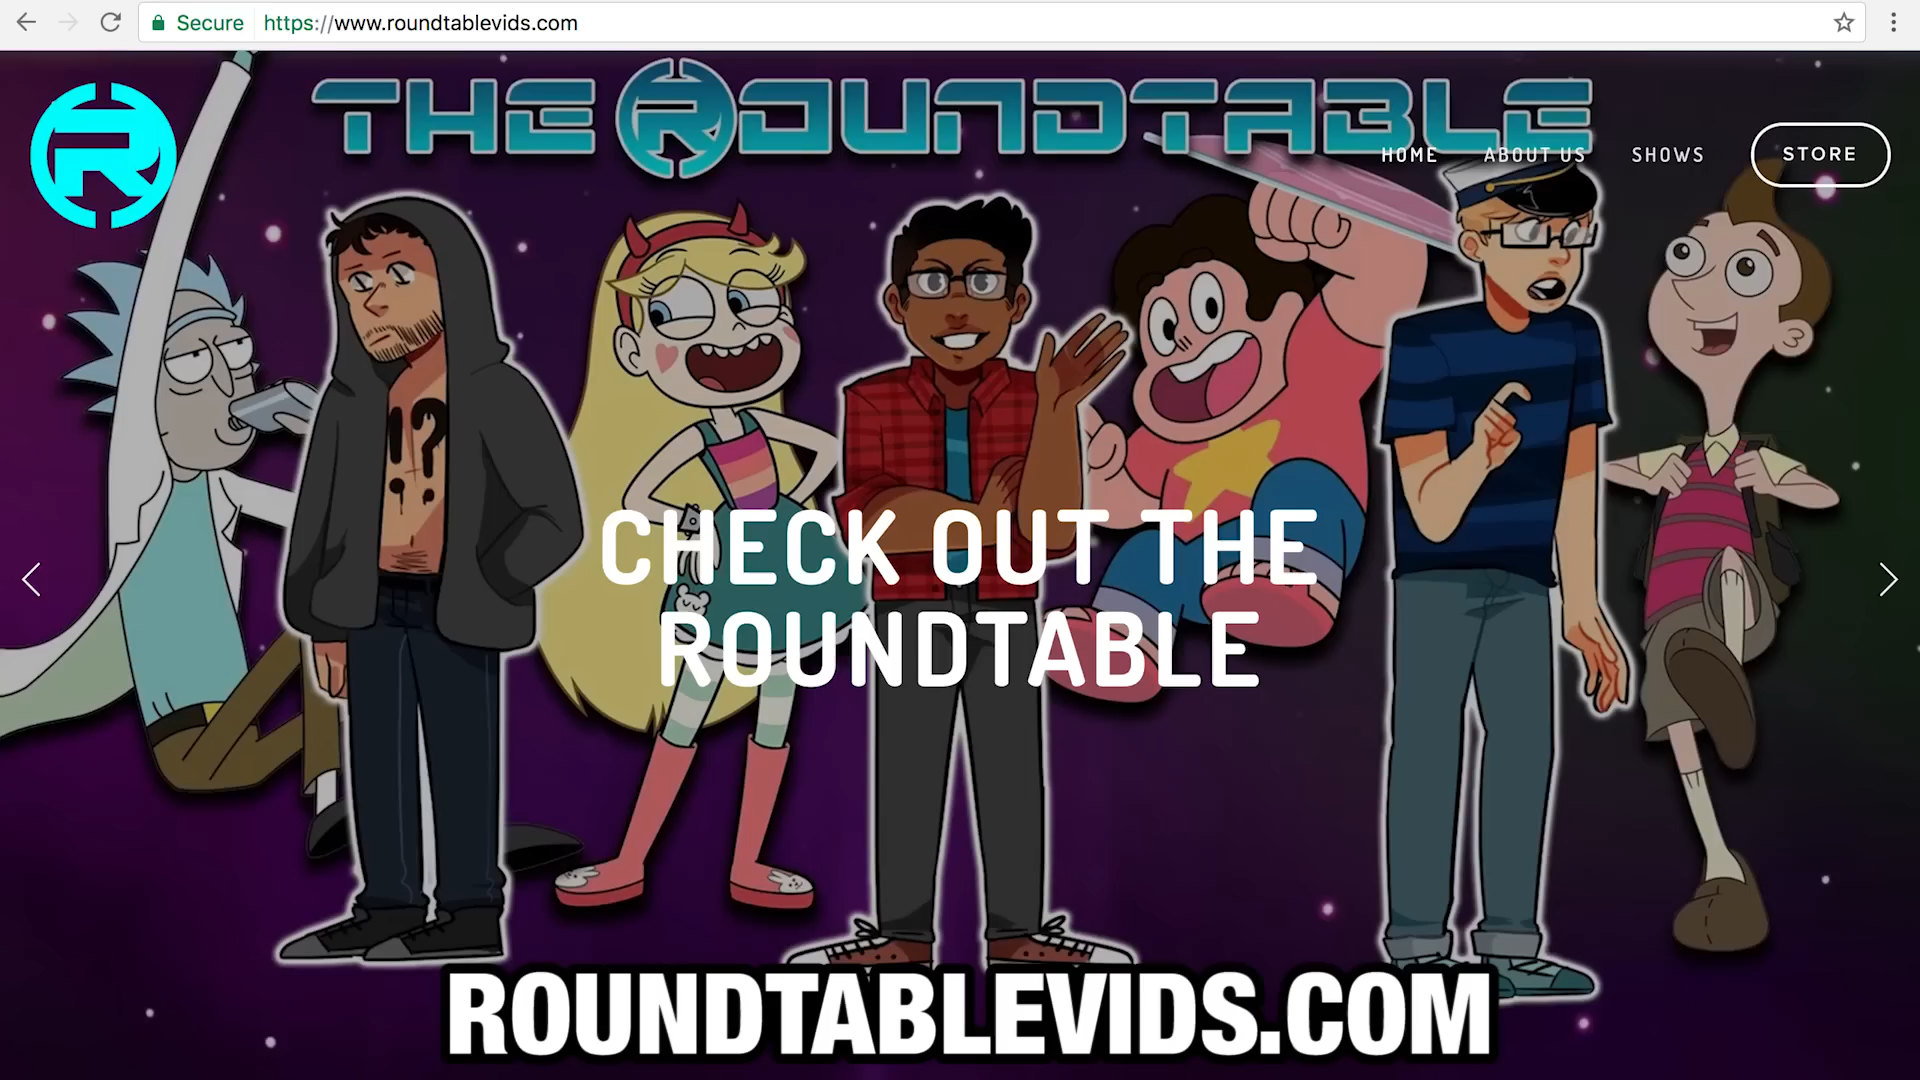 Secure https://www.roundtablevids.com
THE ROUNDTABLE
R
HOME ABOUT US SHOWS STORE
!?
CHECK OUT THE
ROUNDTABLE
ROUNDTABLEVIDS.COM